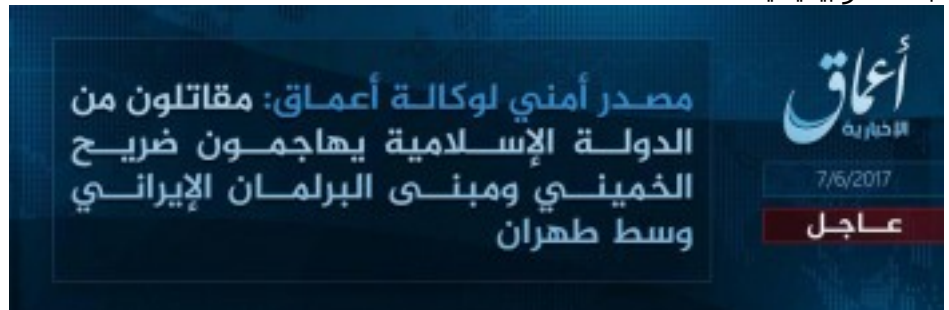 مصدر أمني لوكالة أعماق: مقاتلون من
الدولة الإسلامية يهاجمون ضريح
الخميني ومبنى البرلمان الإيراني
وسط طهران
أعماق
الإخبارية
7/6/2017
عاجل